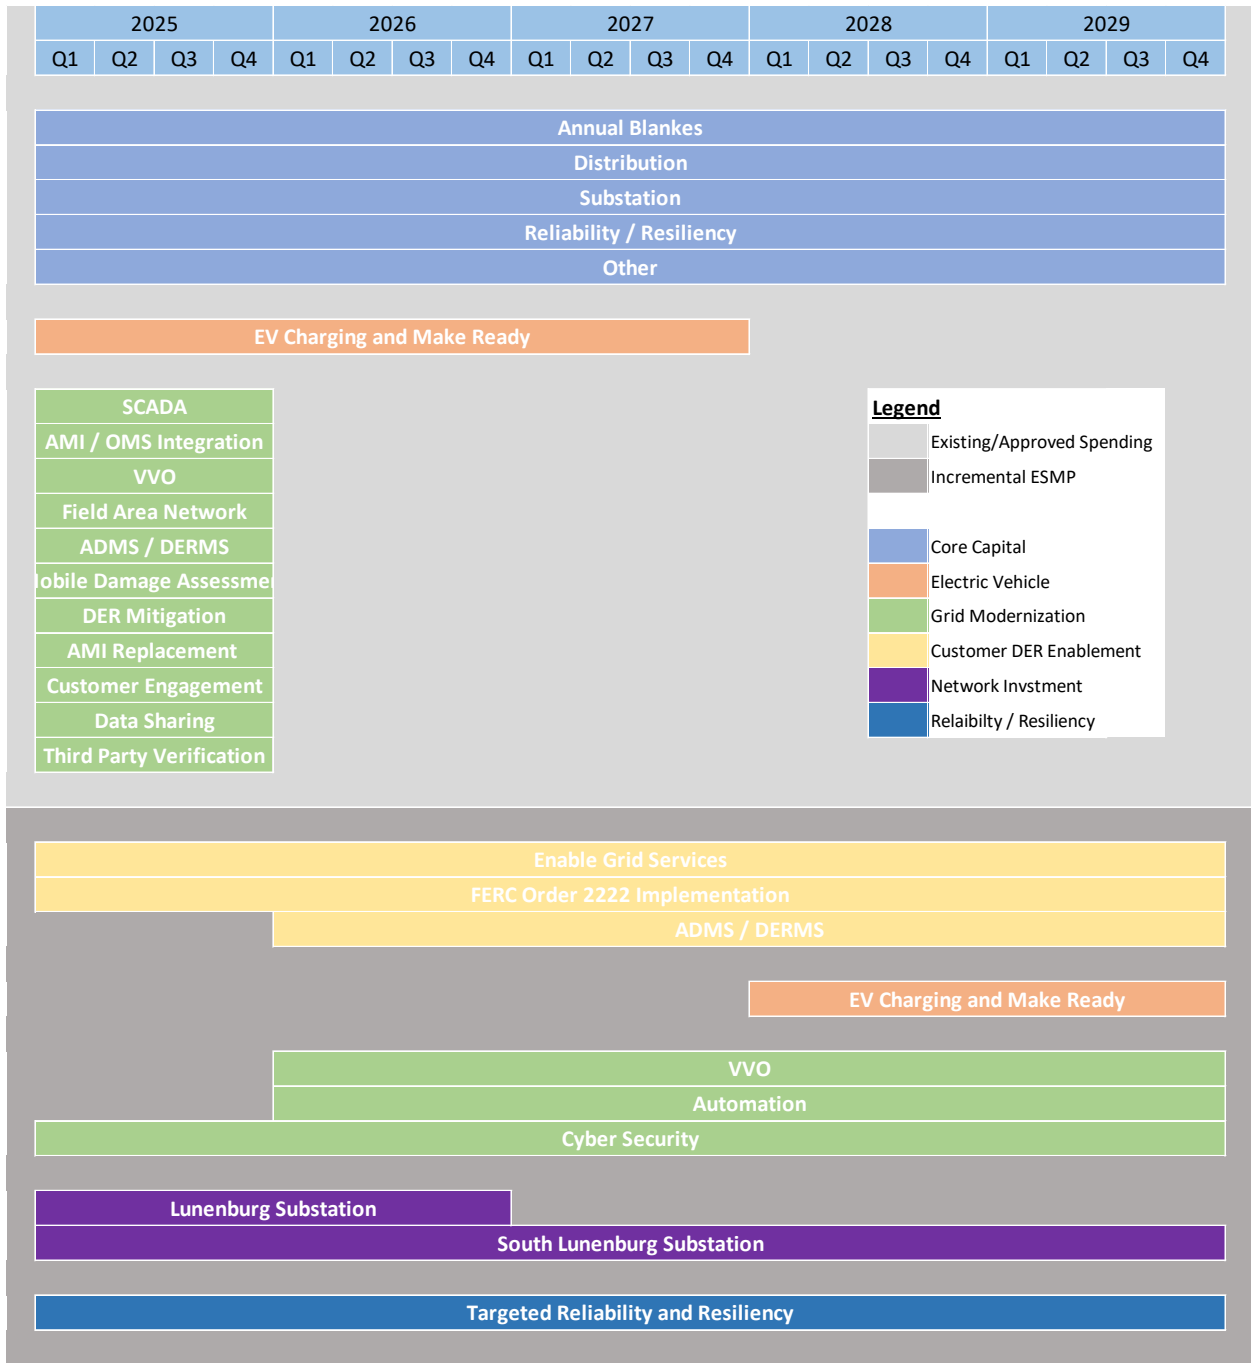 2025 2026 2027 2028 2029
Q1 Q2 Q3 Q4 Q1 Q2 Q3 Q4 Q1 Q2 Q3 Q4 Q1 Q2 Q3 Q4 Q1 Q2 Q3 Q4
Annual Blankes
Distribution
Substation
Reliability / Resiliency
Other
EV Charging and Make Ready
SCADA
AMI / OMS Integration
VVO
Field Area Network
ADMS / DERMS
Damage
DER Mitigation
AMI Replacement
Customer Engagement
Data Sharing
Third Party Verification
Legend
Existing/Approved Spending
Incremental ESMP
Core Capital
Electric Vehicle
Grid Modernization
Customer DER Enablement
Network Invstment
Relaibilty / Resiliency
Enable Grid Services
FERC Order 2222 Implementation
ADMS / DERMS
EV Charging and Make Ready
VVO
Automation
Cyber Security
Lunenburg Substation
South Lunenburg Substation
Targeted Reliability and Resiliency